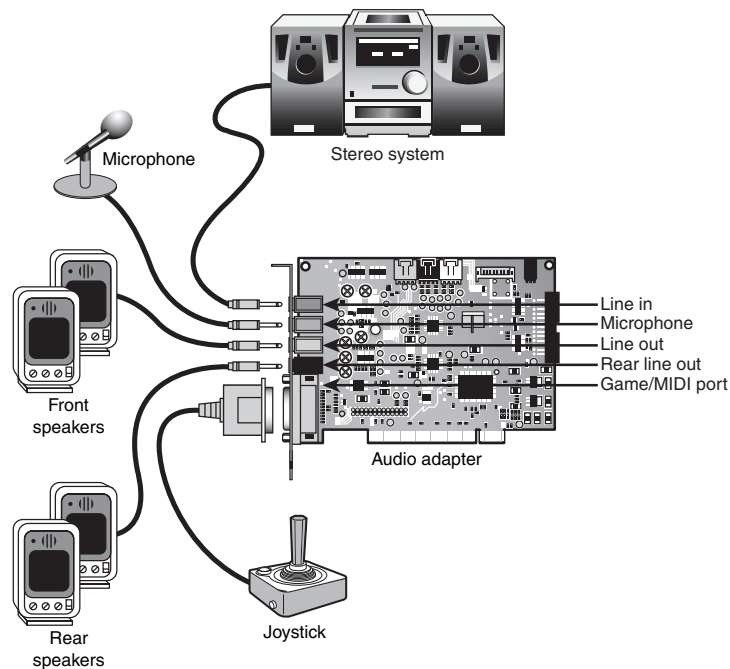 Stereo system
Microphone
Line in
Microphone
Line out
Rear line out
Game/MIDI port
Front
speakers
Audio adapter
Joystick
Rear
speakers